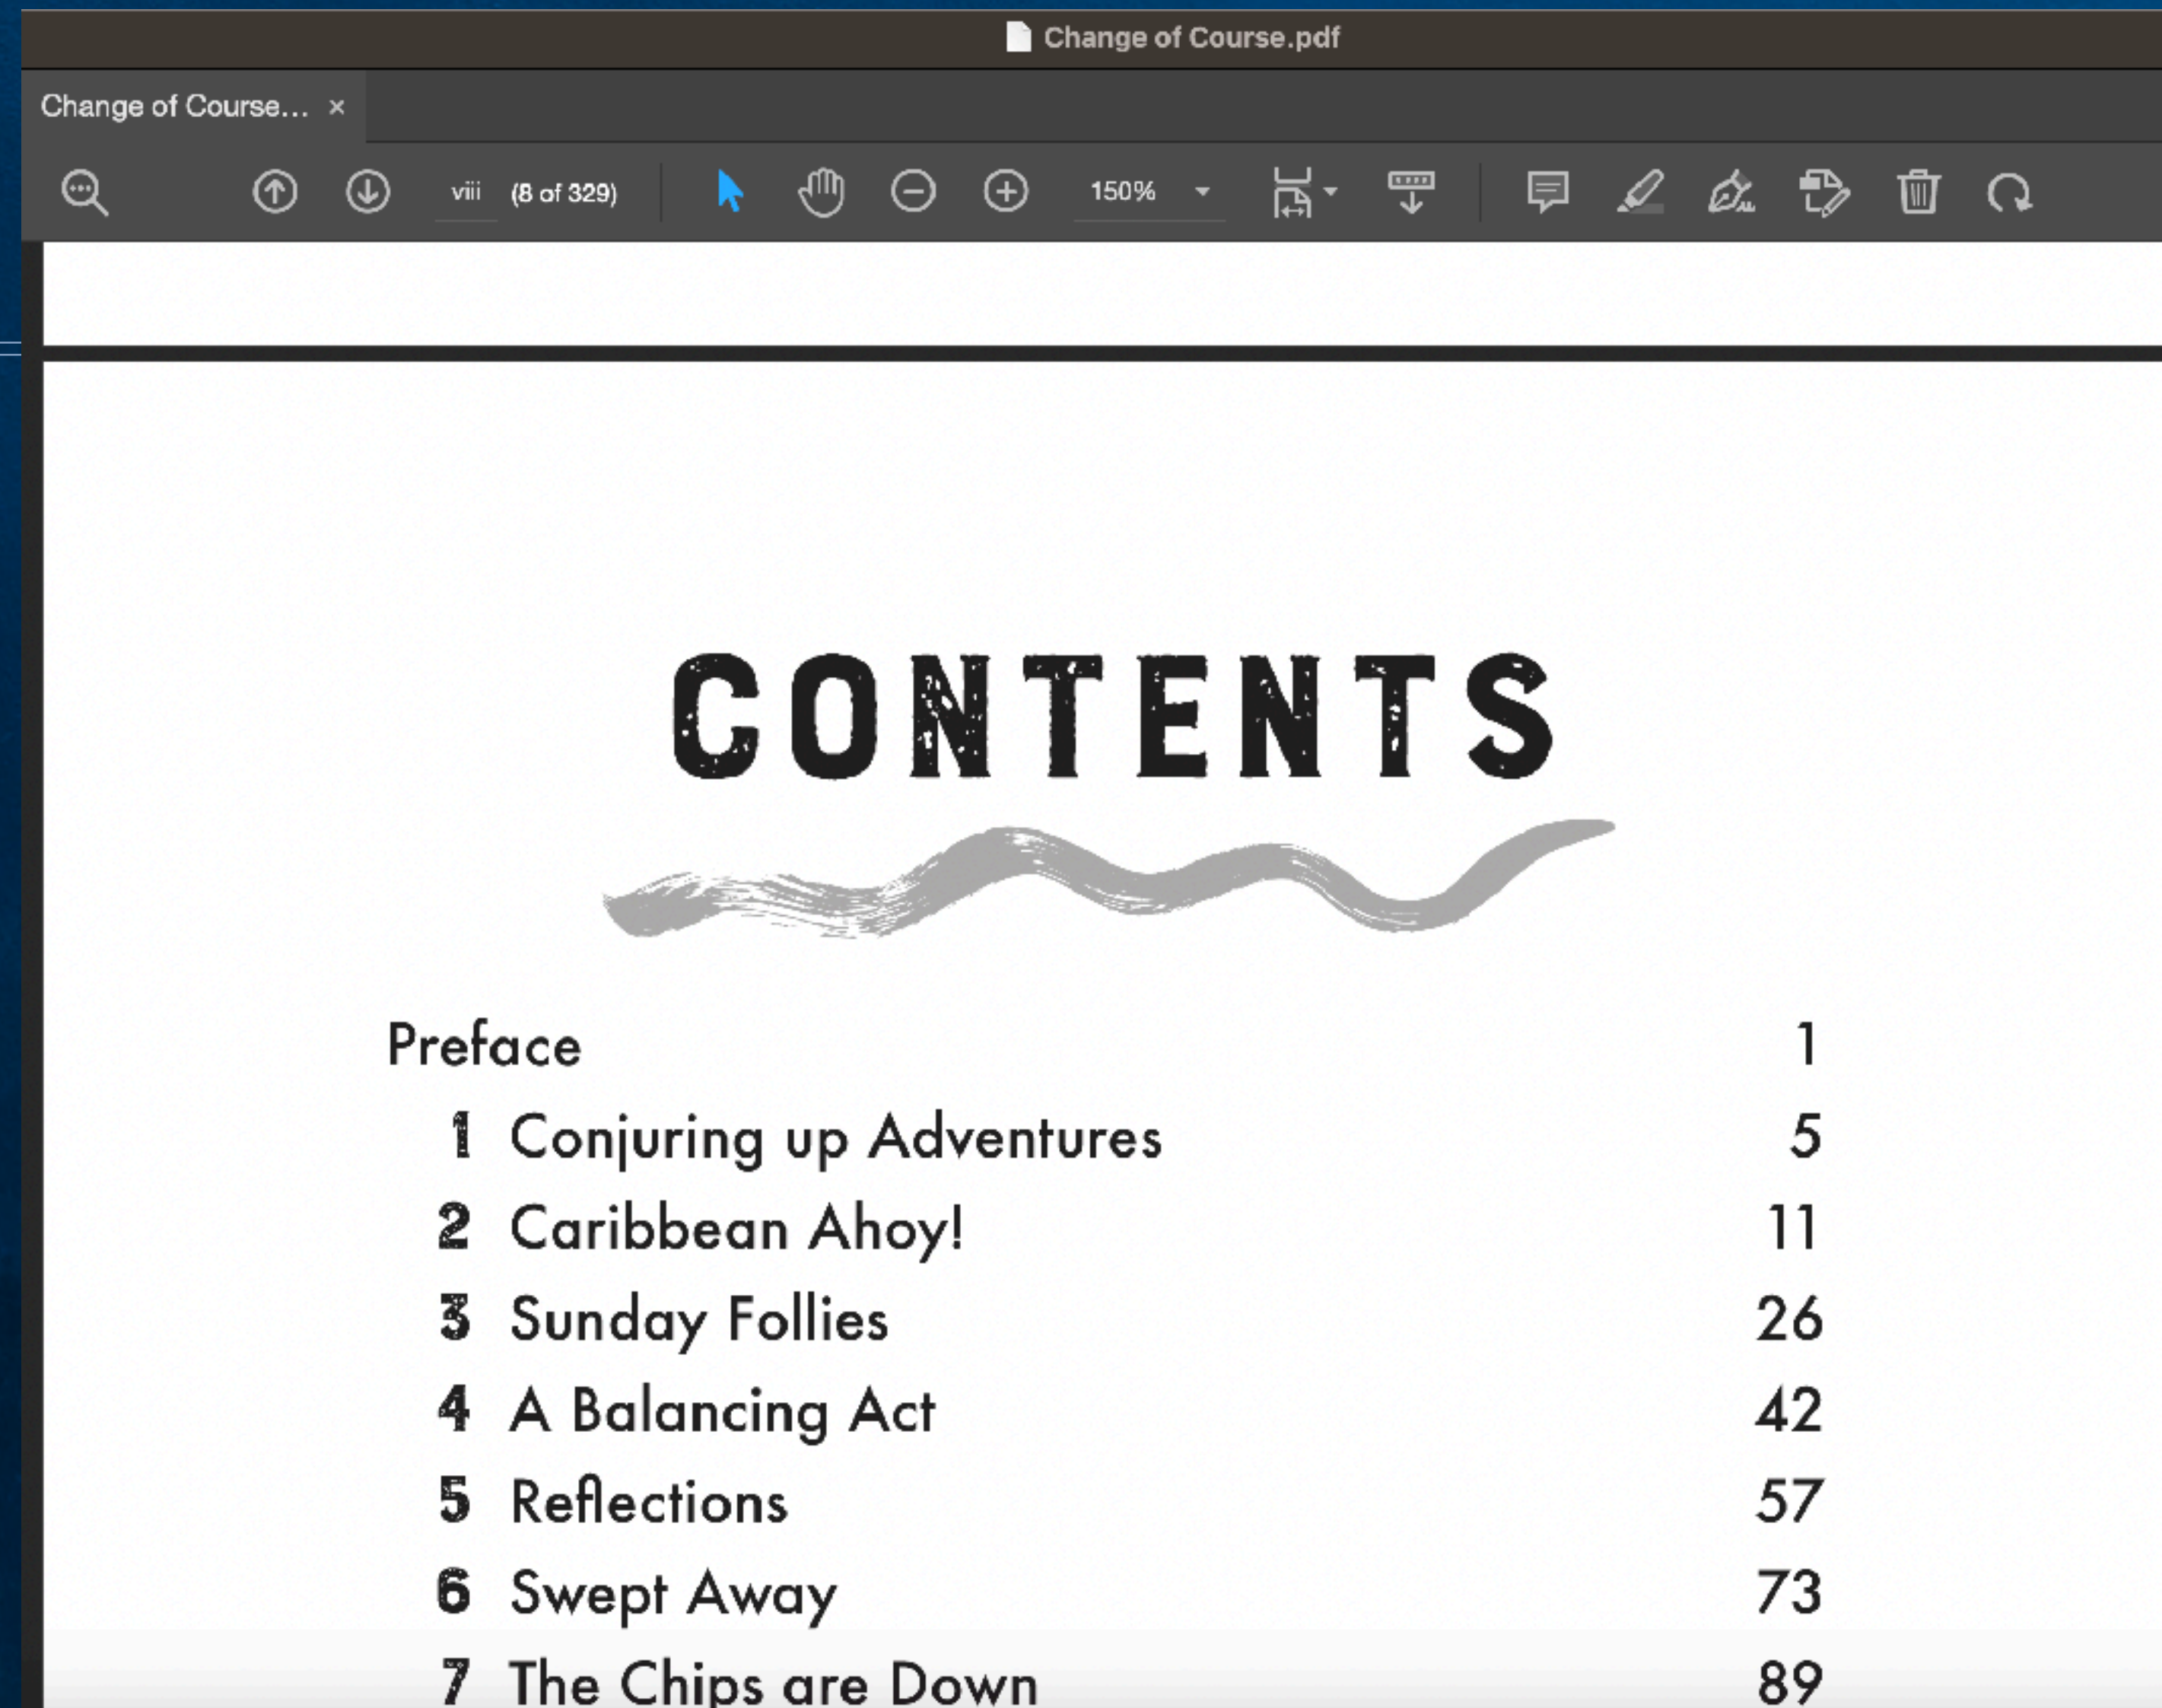 Change of Course.pdf
Change of Course... ×
viii (8 of 329) 150%
CONTENTS
Preface 1
1 Conjuring up Adventures 5
2 Caribbean Ahoy! 11
3 Sunday Follies 26
4 A Balancing Act 42
5 Reflections 57
6 Swept Away 73
7 The Chips are Down 89